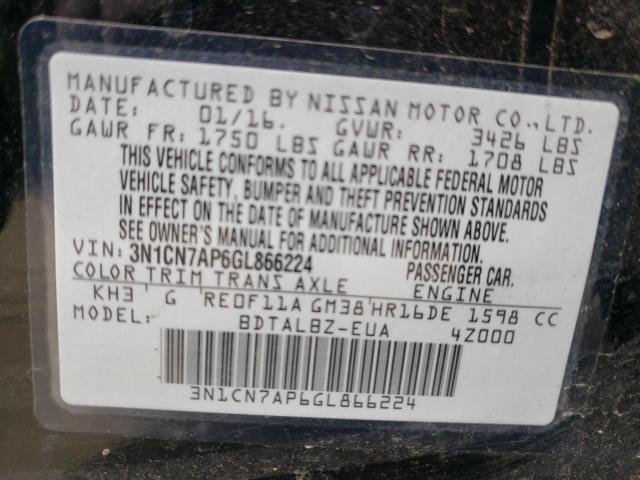 MANUFACTURED BY NISSAN MOTOR CO.,LTD.
DATE: 01/16. GVWR: 3426 LBS
GAWR FR: 1750 LBS GAWR RR: 1708 LBS
THIS VEHICLE CONFORMS TO ALL APPLICABLE FEDERAL MOTOR
VEHICLE SAFETY, BUMPER AND THEFT PREVENTION STANDARDS
IN EFFECT ON THE DATE OF MANUFACTURE SHOWN ABOVE.
SEE OWNER'S MANUAL FOR ADDITIONAL INFORMATION.
VIN: 3N1CN7AP6GL866224 PASSENGER CAR.
COLOR TRIM TRANS AXLE ENGINE
KH3 ' G ' RE0F11A GM38'HR16DE 1598 CC
MODEL: BDTALBZ-EUA 4Z000
3N1CN7AP6GL866224